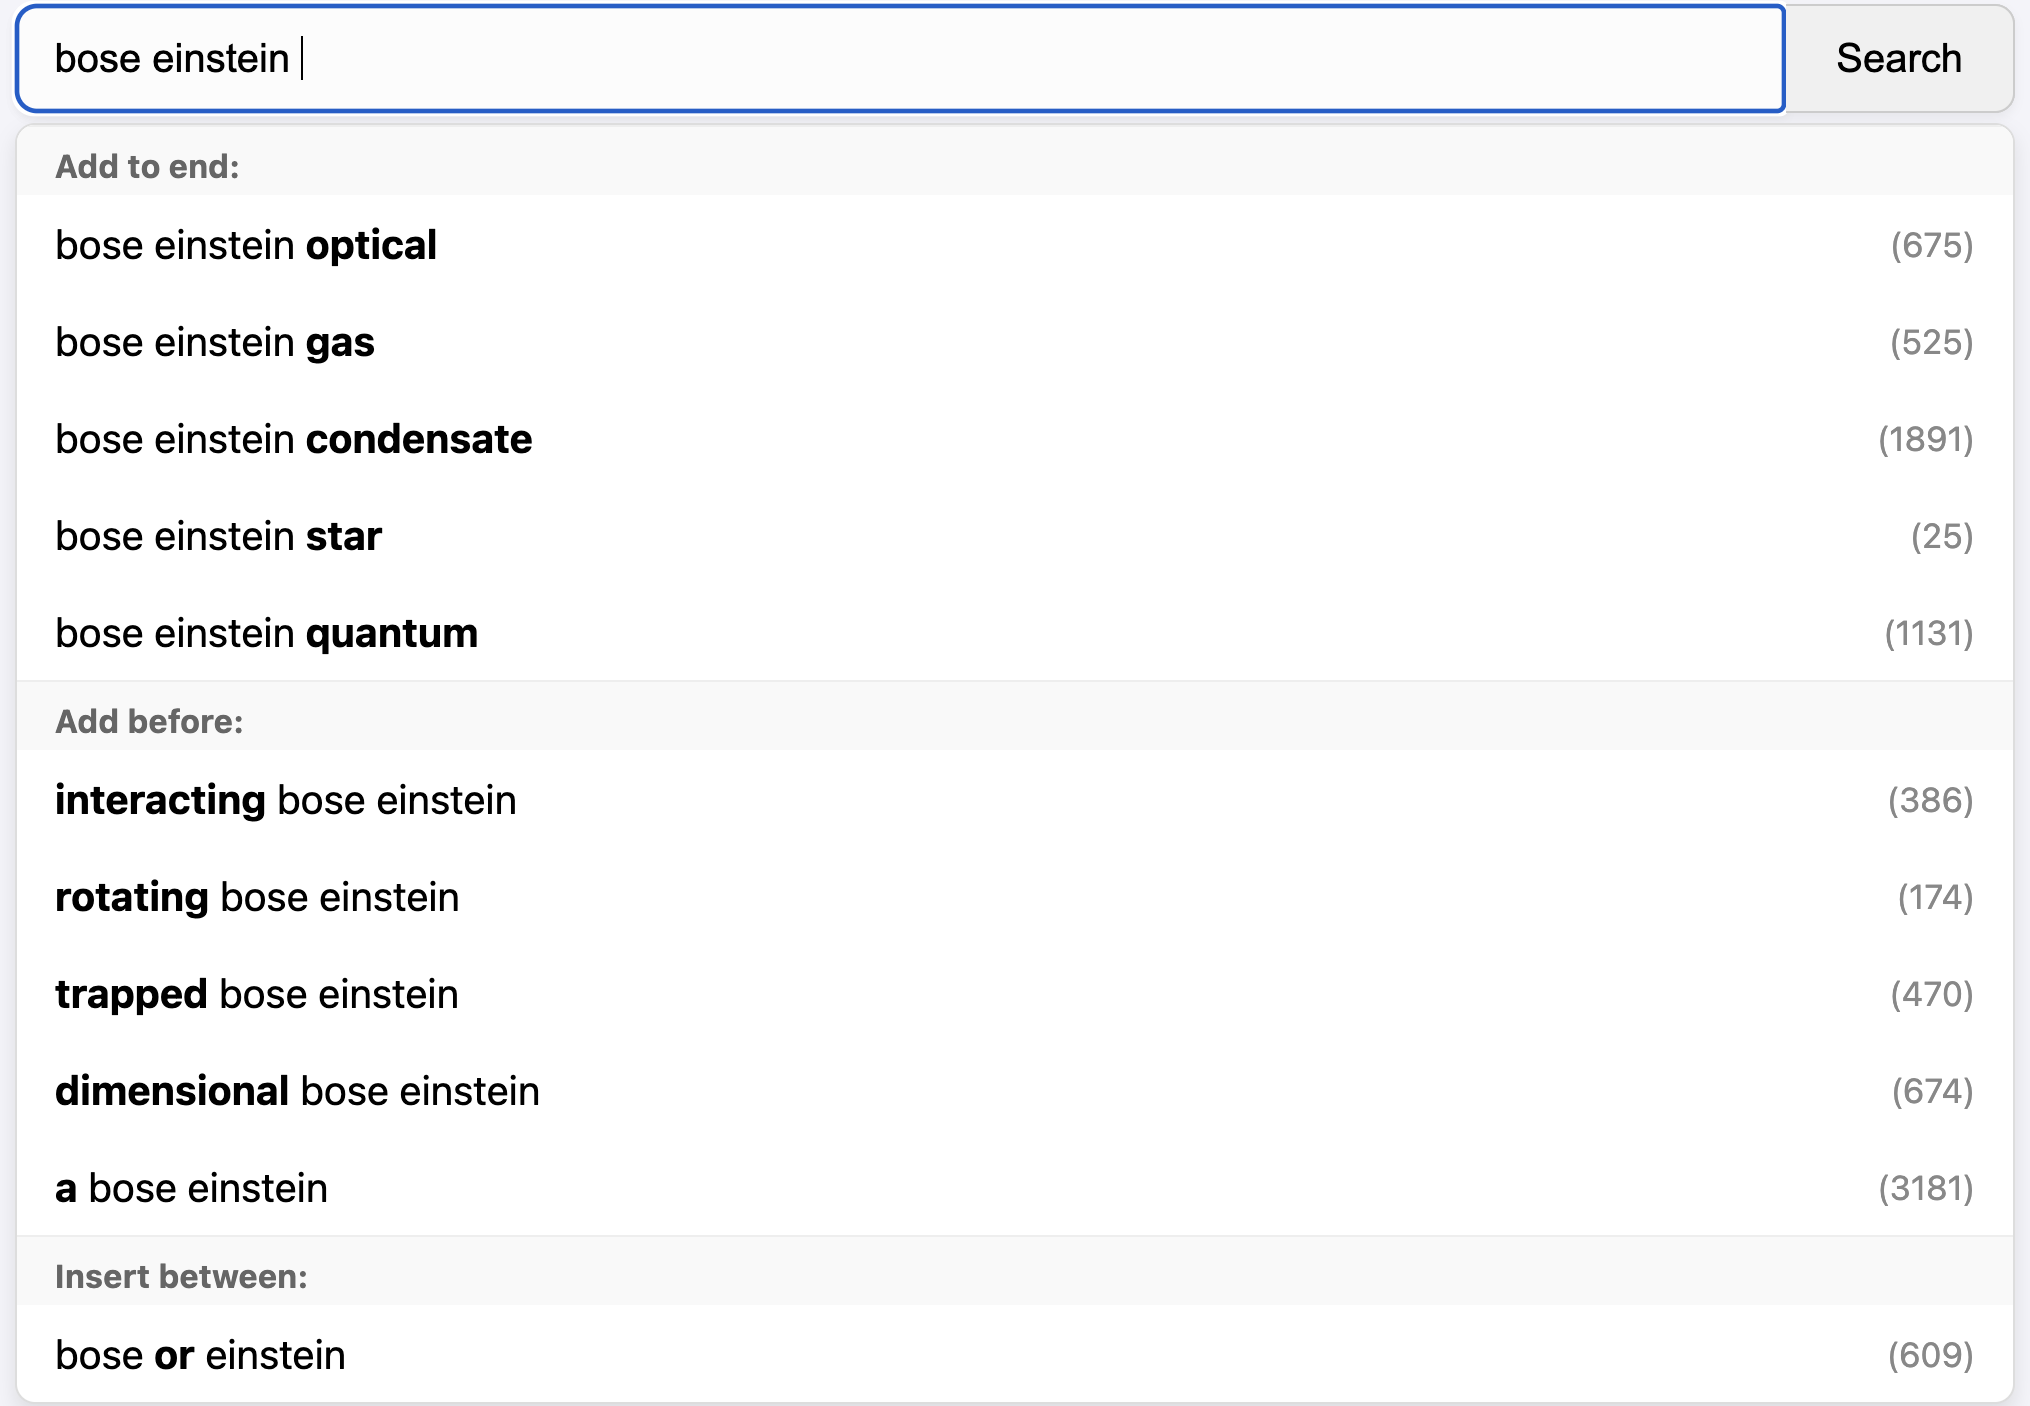 bose einstein
Search
Add to end:
bose einstein optical (675)
bose einstein gas (525)
bose einstein condensate (1891)
bose einstein star (25)
bose einstein quantum (1131)
Add before:
interacting bose einstein (386)
rotating bose einstein (174)
trapped bose einstein (470)
dimensional bose einstein (674)
a bose einstein (3181)
Insert between:
bose or einstein (609)